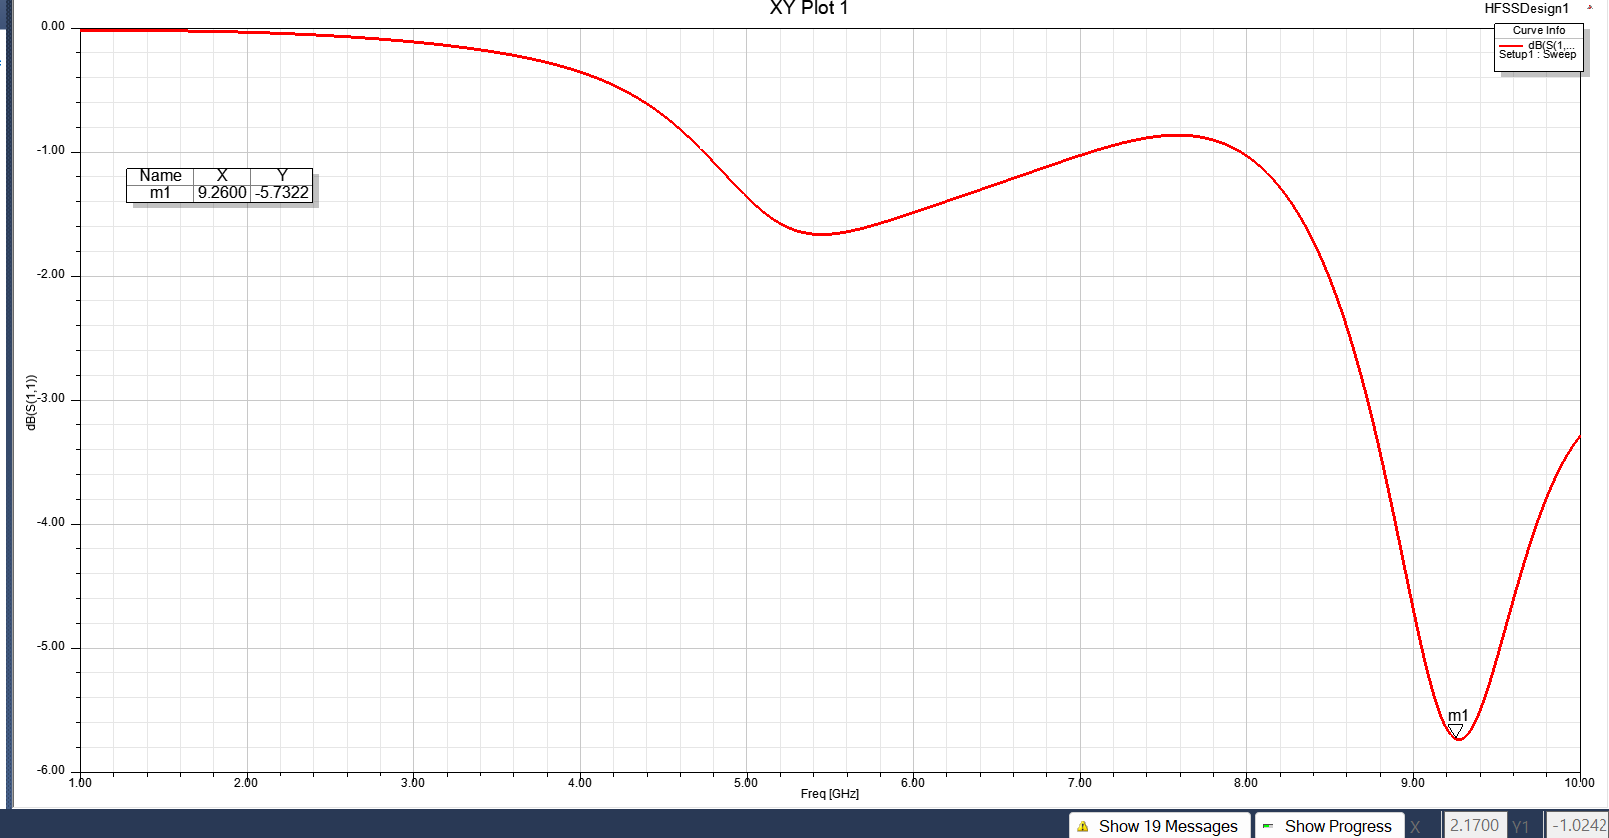 XY Plot 1
HFSSDesign1
Curve Info
dB(S(1,...
Setup1 : Sweep
0.00
-1.00
-2.00
-3.00
-4.00
-5.00
-6.00
dB(S(1,1))
Name X Y
m1 9.2600 -5.7322
m1
1.00 2.00 3.00 4.00 5.00 6.00 7.00 8.00 9.00 10.00
Freq [GHz]
Show 19 Messages Show Progress X 2.1700 Y1 -1.0242